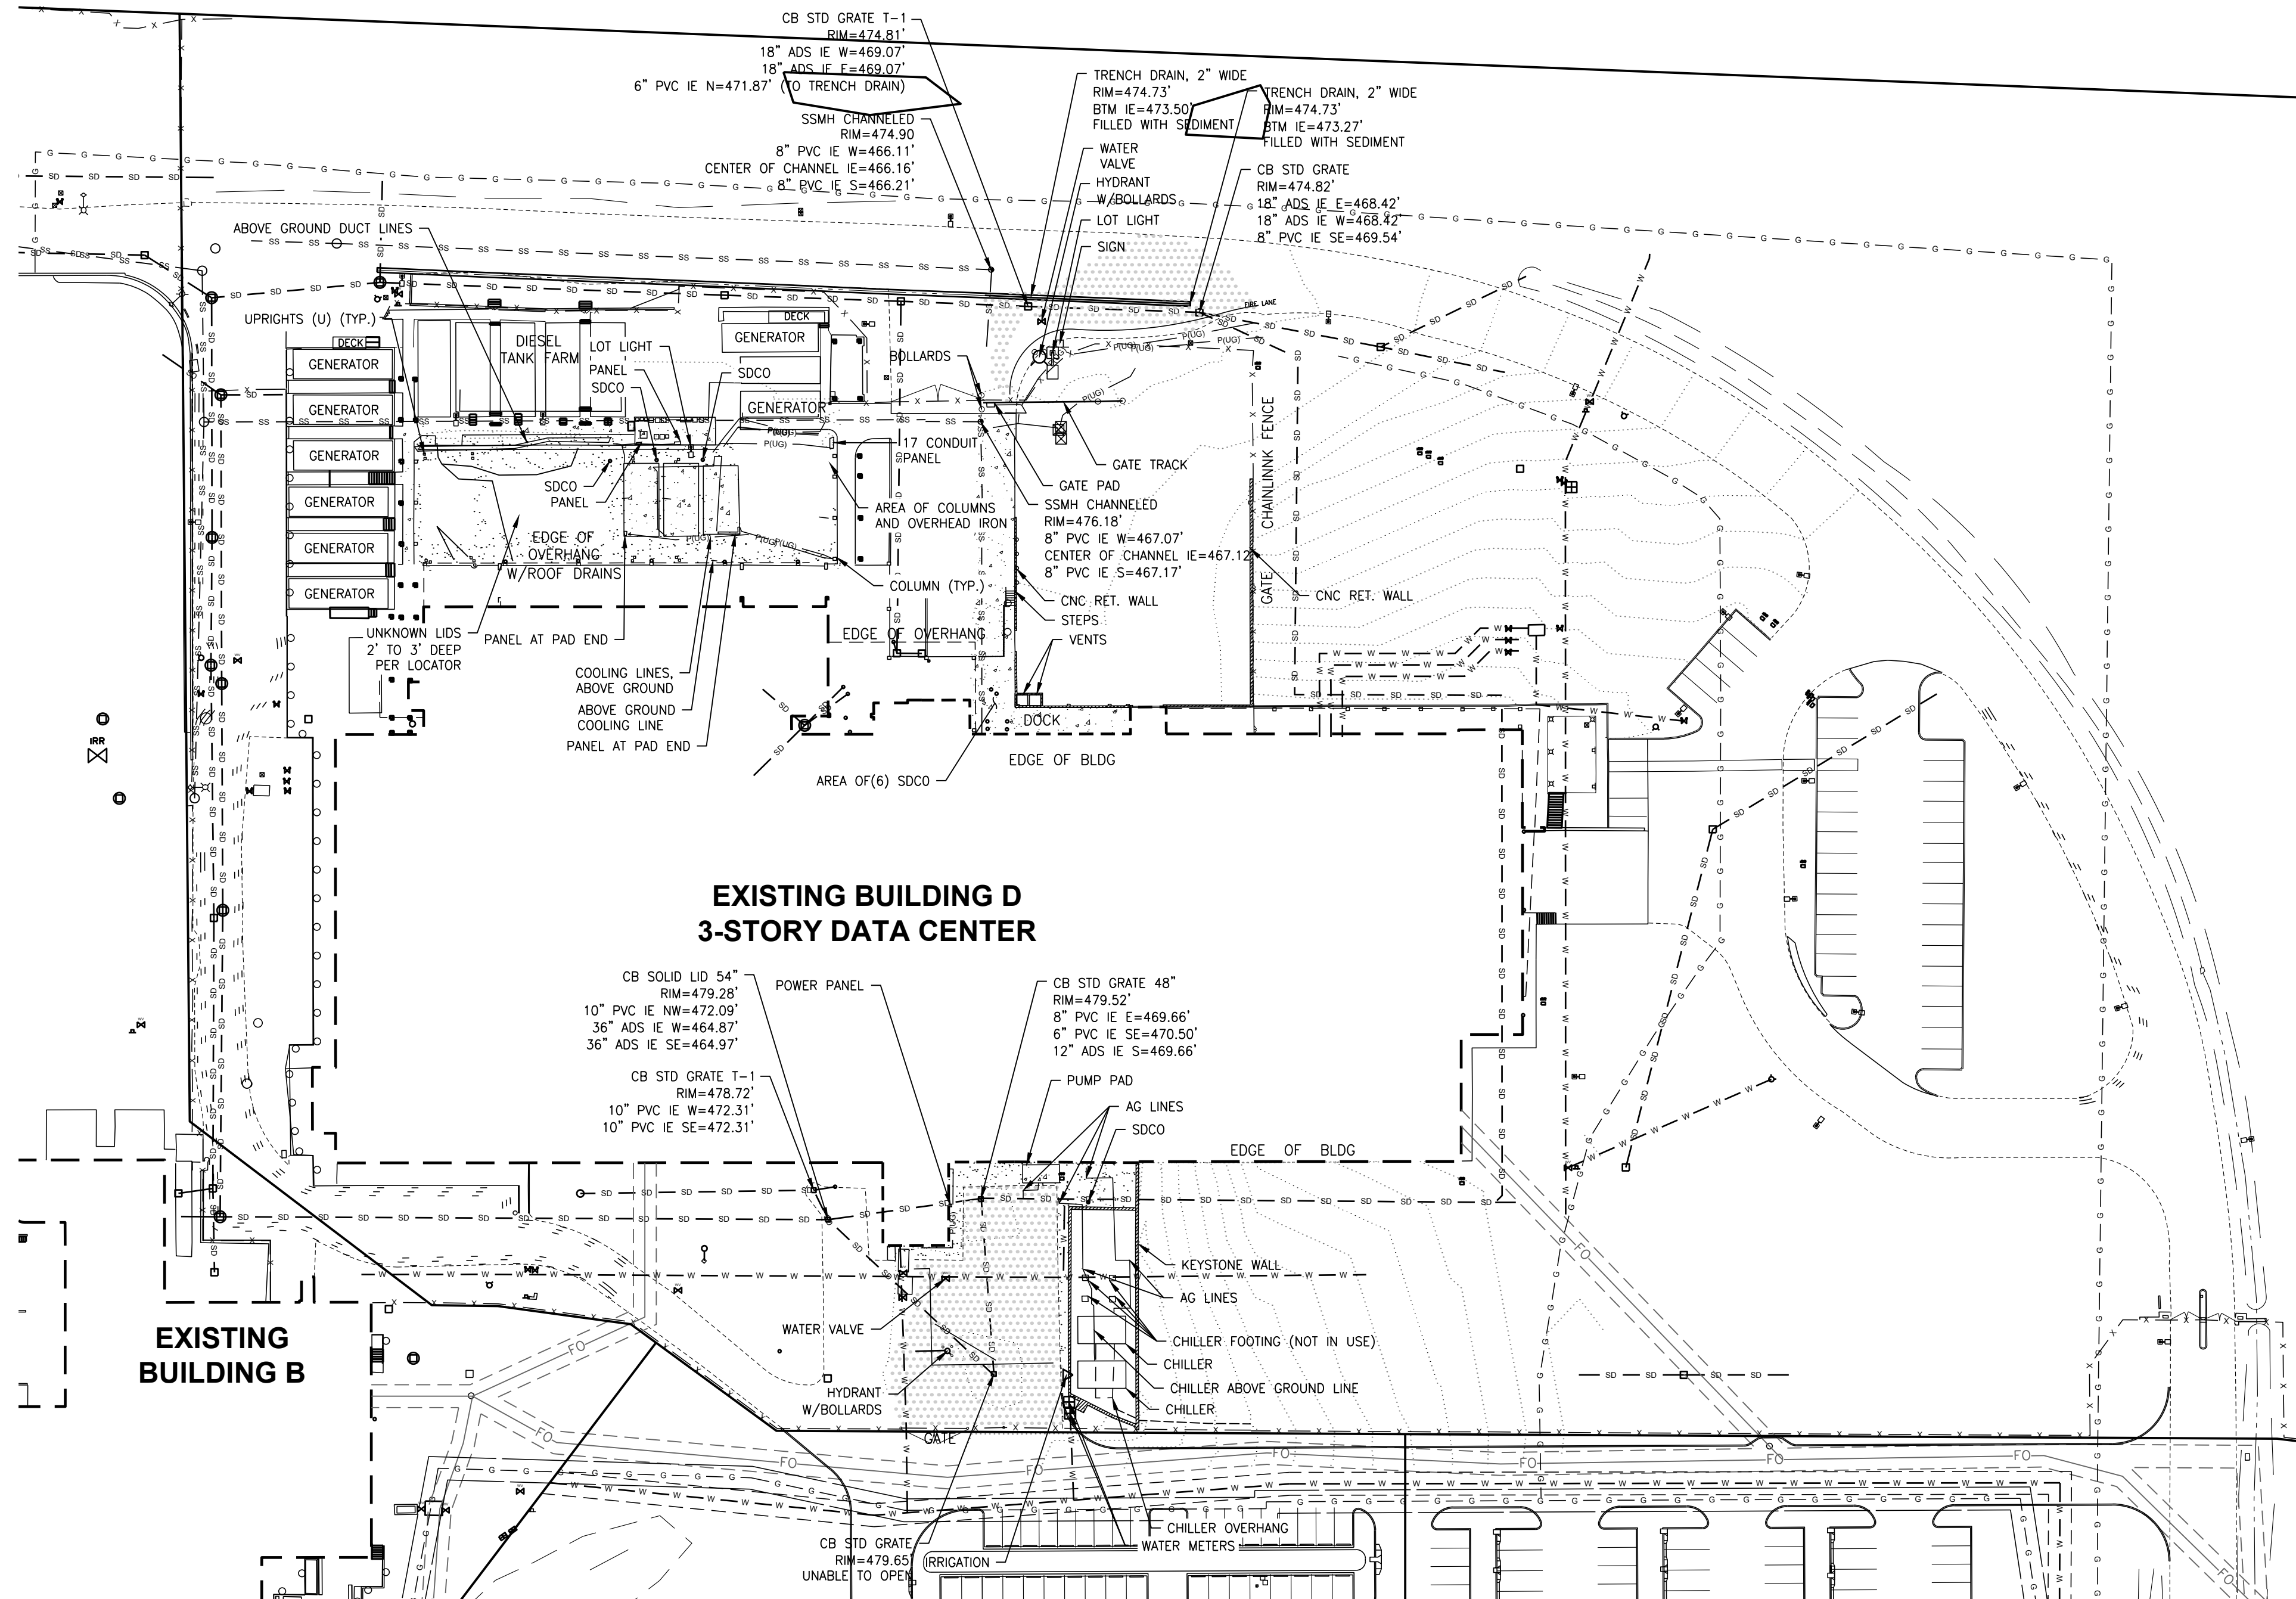 CB STD GRATE T-1
RIM=474.81'
18" ADS IE W=469.07'
18" ADS IE E=469.07'
6" PVC IE N=471.87' (TO TRENCH DRAIN)
SSMH CHANNELED
RIM=474.90
8" PVC IE W=466.11'
CENTER OF CHANNEL IE=466.16'
8" PVC IE S=466.21'
TRENCH DRAIN, 2" WIDE
RIM=474.73'
BTM IE=473.50'
FILLED WITH SEDIMENT
TRENCH DRAIN, 2" WIDE
RIM=474.73'
BTM IE=473.27'
FILLED WITH SEDIMENT
WATER
VALVE
HYDRANT
W/BOLLARDS
LOT LIGHT
SIGN
CB STD GRATE
RIM=474.82'
18" ADS IE E=468.42'
18" ADS IE W=468.42'
8" PVC IE SE=469.54'
FIRE LANE
ABOVE GROUND DUCT LINES
UPRIGHTS (U) (TYP.)
DECK
GENERATOR
GENERATOR
GENERATOR
GENERATOR
GENERATOR
GENERATOR
DIESEL
TANK FARM
LOT LIGHT
PANEL
SDCO
DECK
GENERATOR
SDCO
GENERATOR
BOLLARDS
17 CONDUIT
PANEL
GATE TRACK
GATE PAD
SDCO
PANEL
AREA OF COLUMNS
AND OVERHEAD IRON
SSMH CHANNELED
RIM=476.18'
8" PVC IE W=467.07'
CENTER OF CHANNEL IE=467.12
8" PVC IE S=467.17'
GATE CHAINLINNK FENCE
EDGE OF
OVERHANG
W/ROOF DRAINS
COLUMN (TYP.)
CNC RET. WALL
STEPS
VENTS
CNC RET. WALL
UNKNOWN LIDS
2' TO 3' DEEP
PER LOCATOR
PANEL AT PAD END
EDGE OF OVERHANG
COOLING LINES,
ABOVE GROUND
ABOVE GROUND
COOLING LINE
PANEL AT PAD END
DOCK
EDGE OF BLDG
AREA OF(6) SDCO
IRR
EXISTING BUILDING D
3-STORY DATA CENTER
CB SOLID LID 54"
RIM=479.28'
10" PVC IE NW=472.09'
36" ADS IE W=464.87'
36" ADS IE SE=464.97'
POWER PANEL
CB STD GRATE 48"
RIM=479.52'
8" PVC IE E=469.66'
6" PVC IE SE=470.50'
12" ADS IE S=469.66'
CB STD GRATE T-1
RIM=478.72'
10" PVC IE W=472.31'
10" PVC IE SE=472.31'
PUMP PAD
AG LINES
SDCO
EDGE OF BLDG
KEYSTONE WALL
AG LINES
WATER VALVE
CHILLER FOOTING (NOT IN USE)
CHILLER
CHILLER ABOVE GROUND LINE
CHILLER
HYDRANT
W/BOLLARDS
GATE
EXISTING
BUILDING B
CHILLER OVERHANG
WATER METERS
CB STD GRATE
RIM=479.65'
UNABLE TO OPEN
IRRIGATION